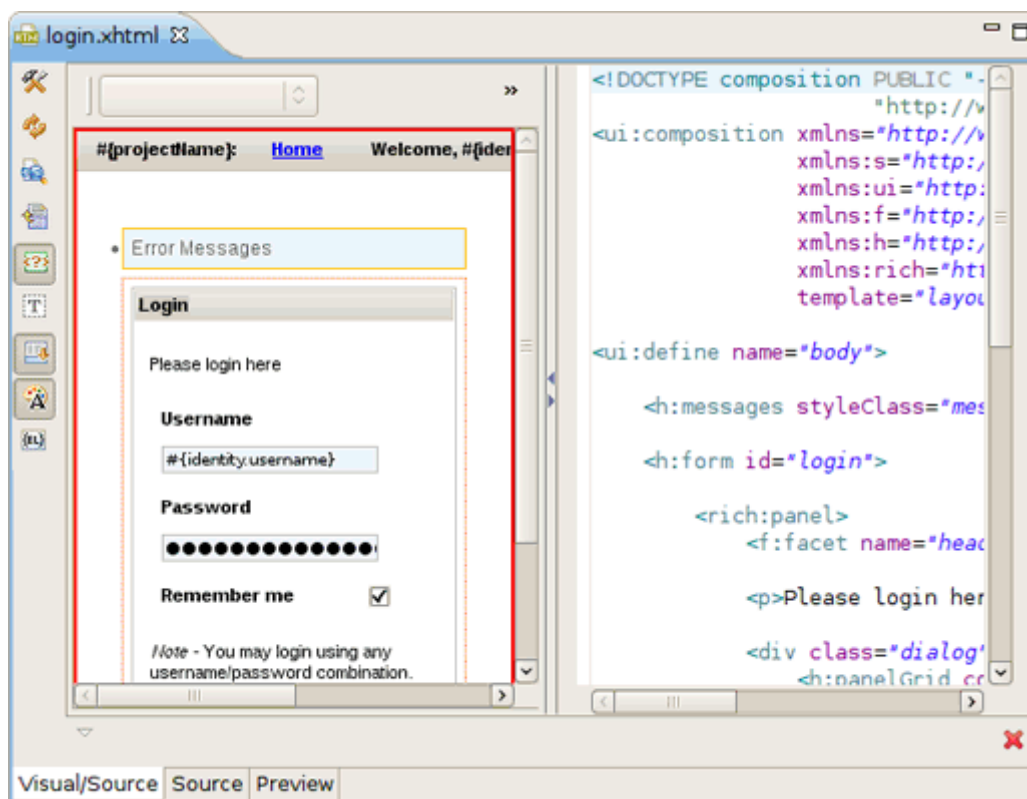 login.xhtml
»
#{projectName}: Home Welcome, #{iden
Error Messages
Login
Please login here
Username
#{identity.username}
Password
Remember me
Note - You may login using any
username/password combination.
<!DOCTYPE composition PUBLIC "-
"http://w
<ui:composition xmlns="http://w
xmlns:s="http:/
xmlns:ui="http:
xmlns:f="http:/
xmlns:h="http:/
xmlns:rich="htt
template="layou
<ui:define name="body">
<h:messages styleClass="mes
<h:form id="login">
<rich:panel>
<f:facet name="head
<p>Please login her
<div class="dialog"
<h:panelGrid co
T
A
{EL}
Visual/Source Source Preview